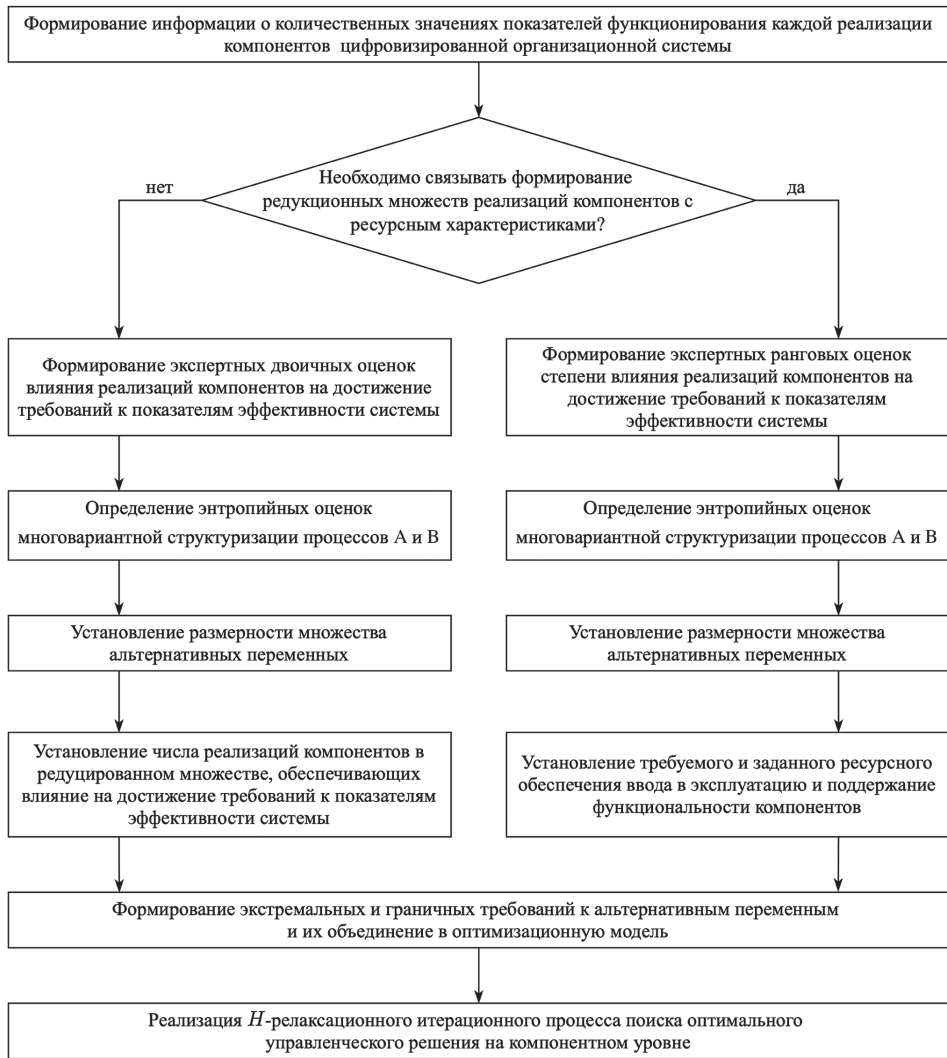 Формирование информации о количественных значениях показателей функционирования каждой реализации
компонентов цифровизированной организационной системы
Необходимо связывать формирование
редукционных множеств реализаций компонентов с
ресурсным характеристиками?
нет
да
Формирование экспертных двоичных оценок
влияния реализаций компонентов на достижение
требований к показателям эффективности системы
Формирование экспертных ранговых оценок
степени влияния реализаций компонентов на
достижение требований к показателям
эффективности системы
Определение энтропийных оценок
многовариантной структуризации процессов А и В
Определение энтропийных оценок
многовариантной структуризации процессов А и В
Установление размерности множества
альтернативных переменных
Установление размерности множества
альтернативных переменных
Установление числа реализаций компонентов в
редуцированном множестве, обеспечивающих
влияние на достижение требований к показателям
эффективности системы
Установление требуемого и заданного ресурсного
обеспечения ввода в эксплуатацию и поддержание
функциональности компонентов
Формирование экстремальных и граничных требований к альтернативным переменным
и их объединение в оптимизационную модель
Реализация H-релаксационного итерационного процесса поиска оптимального
управленческого решения на компонентном уровне